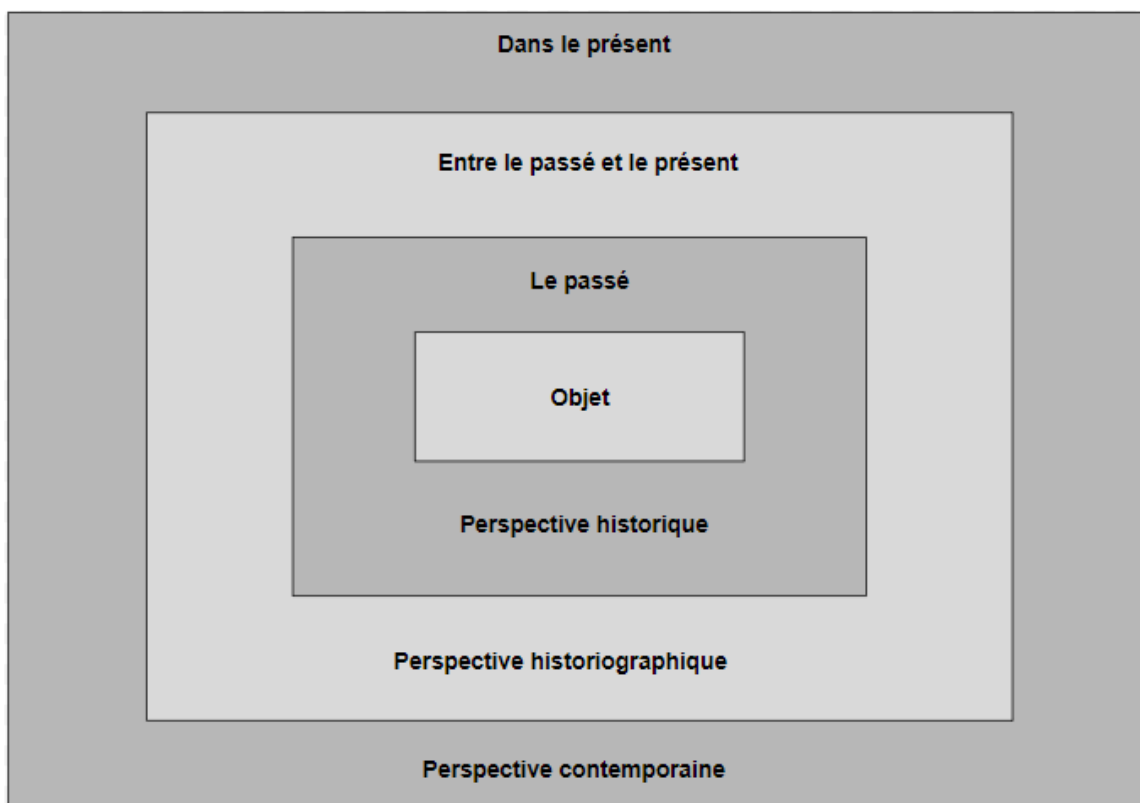 Dans le présent
Entre le passé et le présent
Le passé
Objet
Perspective historique
Perspective historiographique
Perspective contemporaine